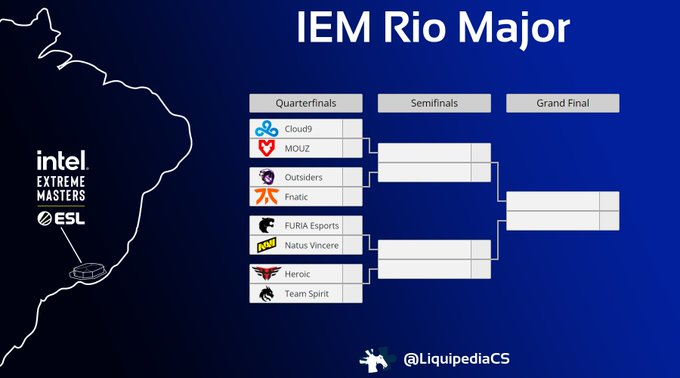 IEM Rio Major
intel
EXTREME
MASTERS
ESL
Quarterfinals
Semifinals
Grand Final
Cloud9
MOUZ
Outsiders
Fnatic
FURIA Esports
Natus Vincere
Heroic
Team Spirit
@LiquipediaCS